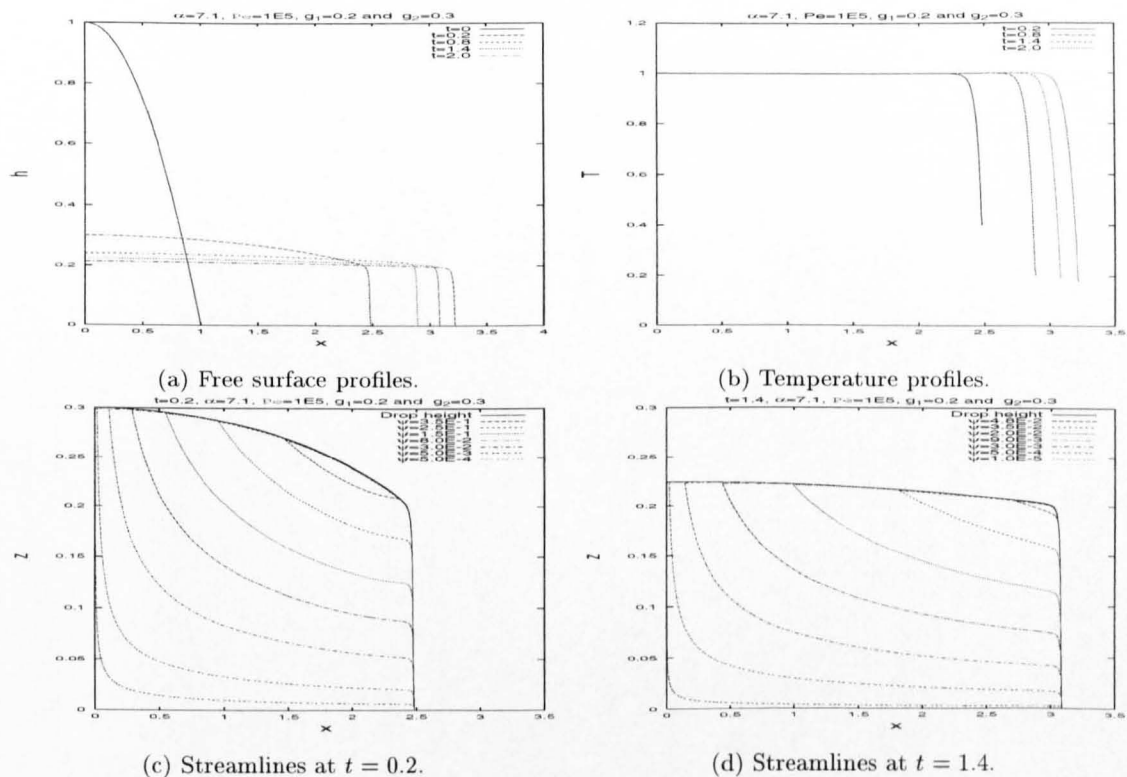 α=7.1, Pe=1E5, g₁=0.2 and g₂=0.3
t=0
t=0.2
t=0.8
t=1.4
t=2.0
1
0.8
0.6
0.4
0.2
0
h
0 0.5 1 1.5 2 2.5 3 3.5 4
x
(a) Free surface profiles.
α=7.1, Pe=1E5, g₁=0.2 and g₂=0.3
t=0.2
t=0.8
t=1.4
t=2.0
1.2
1
0.8
0.6
0.4
0.2
0
T
0 0.5 1 1.5 2 2.5 3 3.5
x
(b) Temperature profiles.
t=0.2, α=7.1, Pe=1E5, g₁=0.2 and g₂=0.3
Drop height
0.3
0.25
0.2
0.15
0.1
0.05
0
z
0 0.5 1 1.5 2 2.5 3 3.5
x
(c) Streamlines at t = 0.2.
t=1.4, α=7.1, Pe=1E5, g₁=0.2 and g₂=0.3
Drop height
0.3
0.25
0.2
0.15
0.1
0.05
0
z
0 0.5 1 1.5 2 2.5 3 3.5
x
(d) Streamlines at t = 1.4.